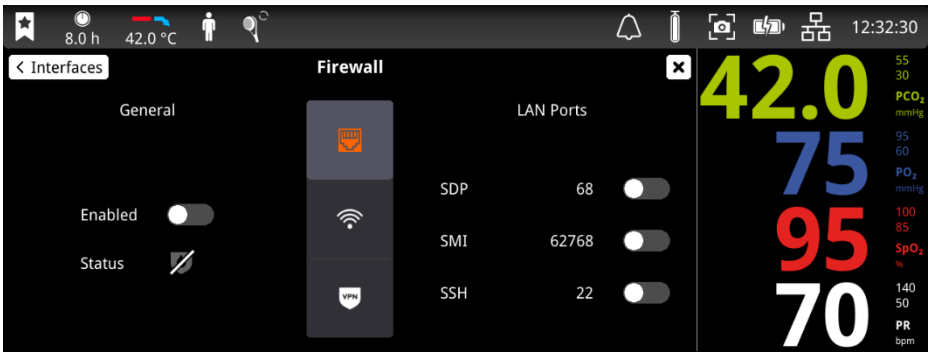 8.0 h
42.0 °C
12:32:30
< Interfaces
Firewall
General
LAN Ports
Enabled
Status
VPN
SDP 68
SMI 62768
SSH 22
42.0
55
30
PCO₂
mmHg
75
95
60
PO₂
mmHg
95
100
85
SpO₂
%
70
140
50
PR
bpm